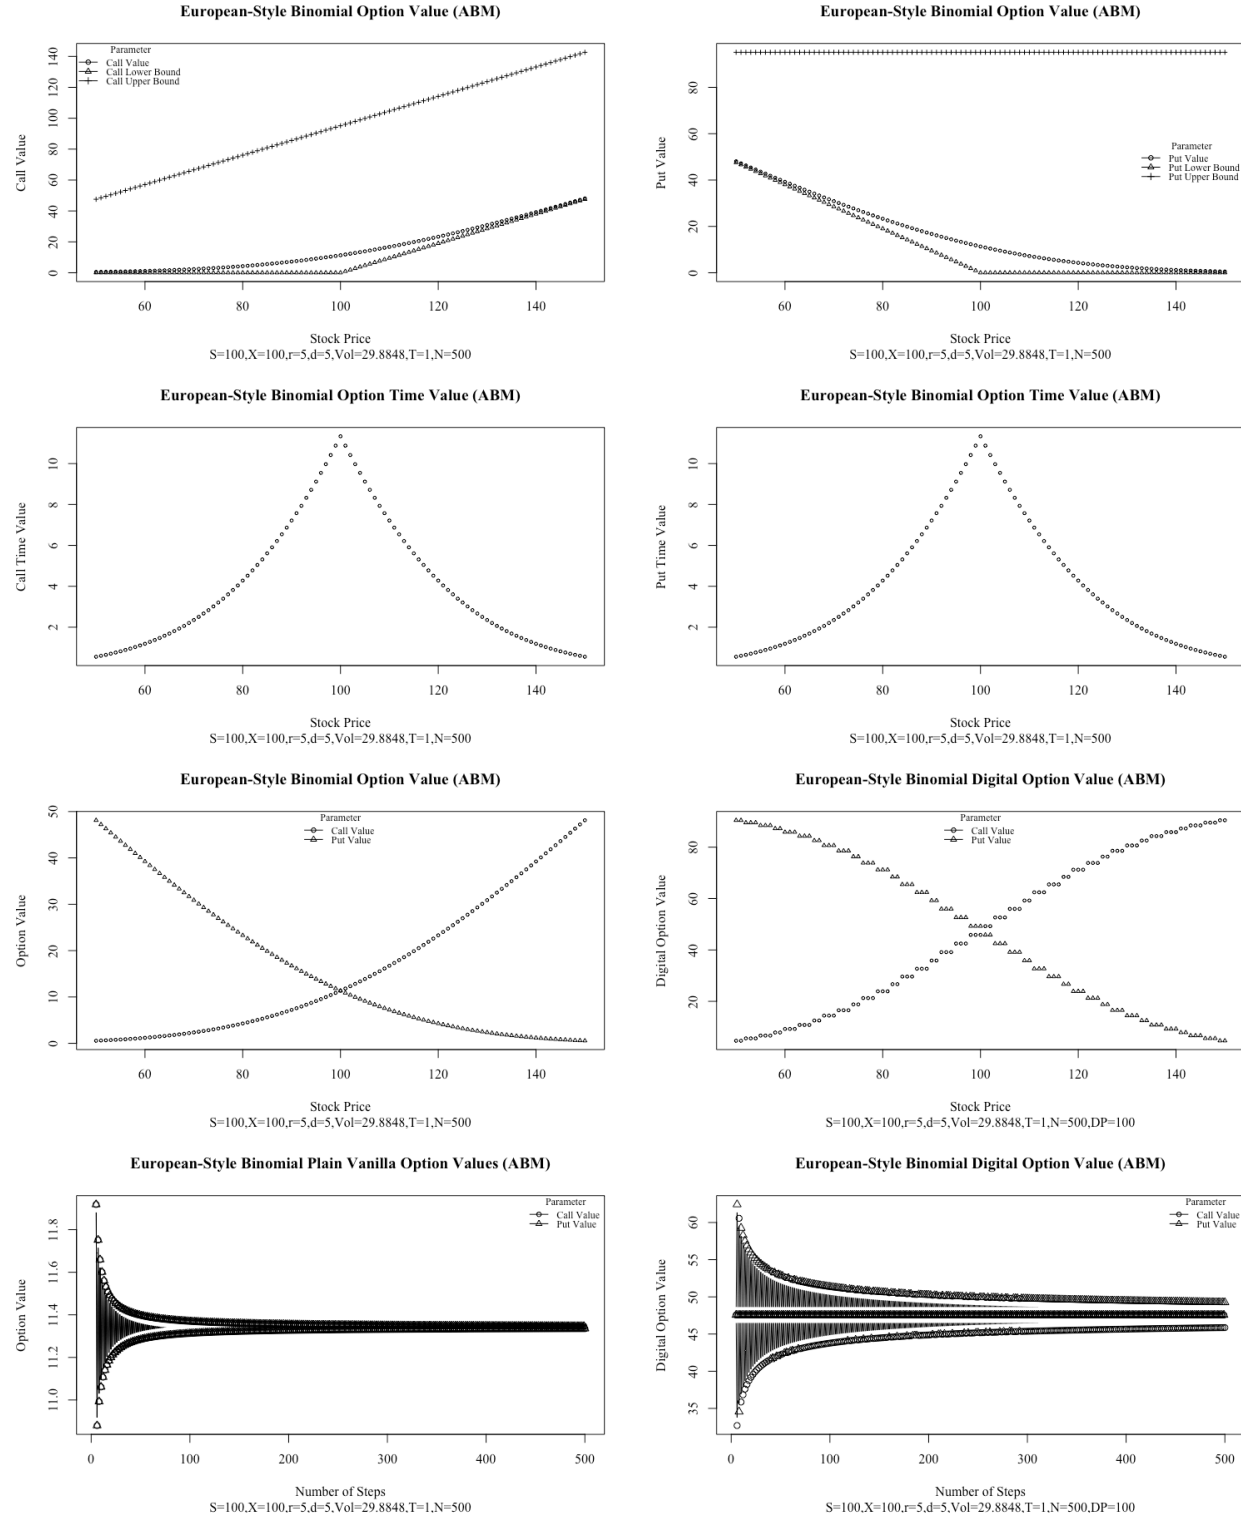 European-Style Binomial Option Value (ABM)
Call Value
0 20 40 60 80 100 120 140
Parameter
Call Value
Call Lower Bound
Call Upper Bound
60 80 100 120 140
Stock Price
S=100,X=100,r=5,d=5,Vol=29.8848,T=1,N=500
European-Style Binomial Option Value (ABM)
Put Value
0 20 40 60 80
Parameter
Put Value
Put Lower Bound
Put Upper Bound
60 80 100 120 140
Stock Price
S=100,X=100,r=5,d=5,Vol=29.8848,T=1,N=500
European-Style Binomial Option Time Value (ABM)
Call Time Value
2 4 6 8 10
60 80 100 120 140
Stock Price
S=100,X=100,r=5,d=5,Vol=29.8848,T=1,N=500
European-Style Binomial Option Time Value (ABM)
Put Time Value
2 4 6 8 10
60 80 100 120 140
Stock Price
S=100,X=100,r=5,d=5,Vol=29.8848,T=1,N=500
European-Style Binomial Option Value (ABM)
Option Value
0 10 20 30 40 50
Parameter
Call Value
Put Value
60 80 100 120 140
Stock Price
S=100,X=100,r=5,d=5,Vol=29.8848,T=1,N=500
European-Style Binomial Digital Option Value (ABM)
Digital Option Value
20 40 60 80
Parameter
Call Value
Put Value
60 80 100 120 140
Stock Price
S=100,X=100,r=5,d=5,Vol=29.8848,T=1,N=500,DP=100
European-Style Binomial Plain Vanilla Option Values (ABM)
Option Value
11.0 11.2 11.4 11.6 11.8
Parameter
Call Value
Put Value
0 100 200 300 400 500
Number of Steps
S=100,X=100,r=5,d=5,Vol=29.8848,T=1,N=500
European-Style Binomial Digital Option Value (ABM)
Digital Option Value
35 40 45 50 55 60
Parameter
Call Value
Put Value
0 100 200 300 400 500
Number of Steps
S=100,X=100,r=5,d=5,Vol=29.8848,T=1,N=500,DP=100